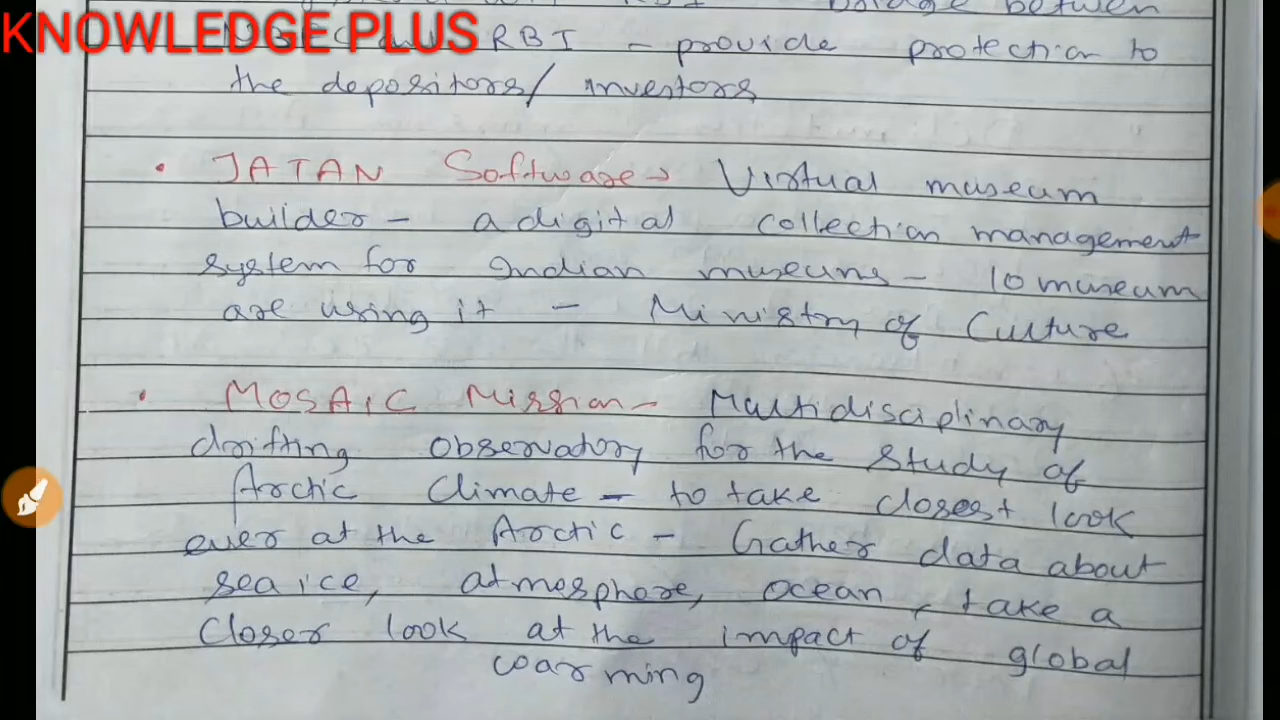 KNOWLEDGE PLUS
RBI - provide protection to
the depositors/ investors
• JATAN Software → Virtual museum
builder - a digital collection management
system for Indian museums - 10 museum
are using it - Ministry of Culture
• MOSAiC Mission - Multidisciplinary
drifting observatory for the study of
Arctic Climate - to take closest look
ever at the Arctic - Gather data about
sea ice, atmosphere, ocean, take a
closer look at the impact of global
warming